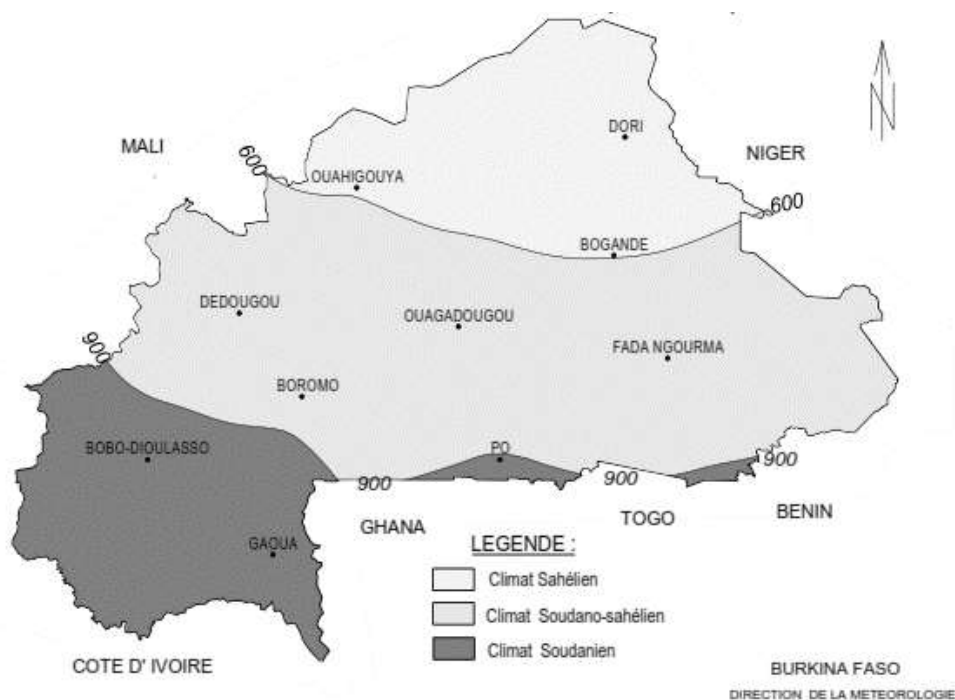 DORI
MALI
NIGER
600
OUAHIGOUYA
600
BOGANDE
DEDOUGOU
OUAGADOUGOU
FADA NGOURMA
900
BOROMO
BOBO-DIOULASSO
PO
900
900
900
GHANA
TOGO
BENIN
GAOUA
LEGENDE :
Climat Sahélien
Climat Soudano-sahélien
Climat Soudanien
COTE D' IVOIRE
BURKINA FASO
DIRECTION DE LA METEOROLOGIE
N